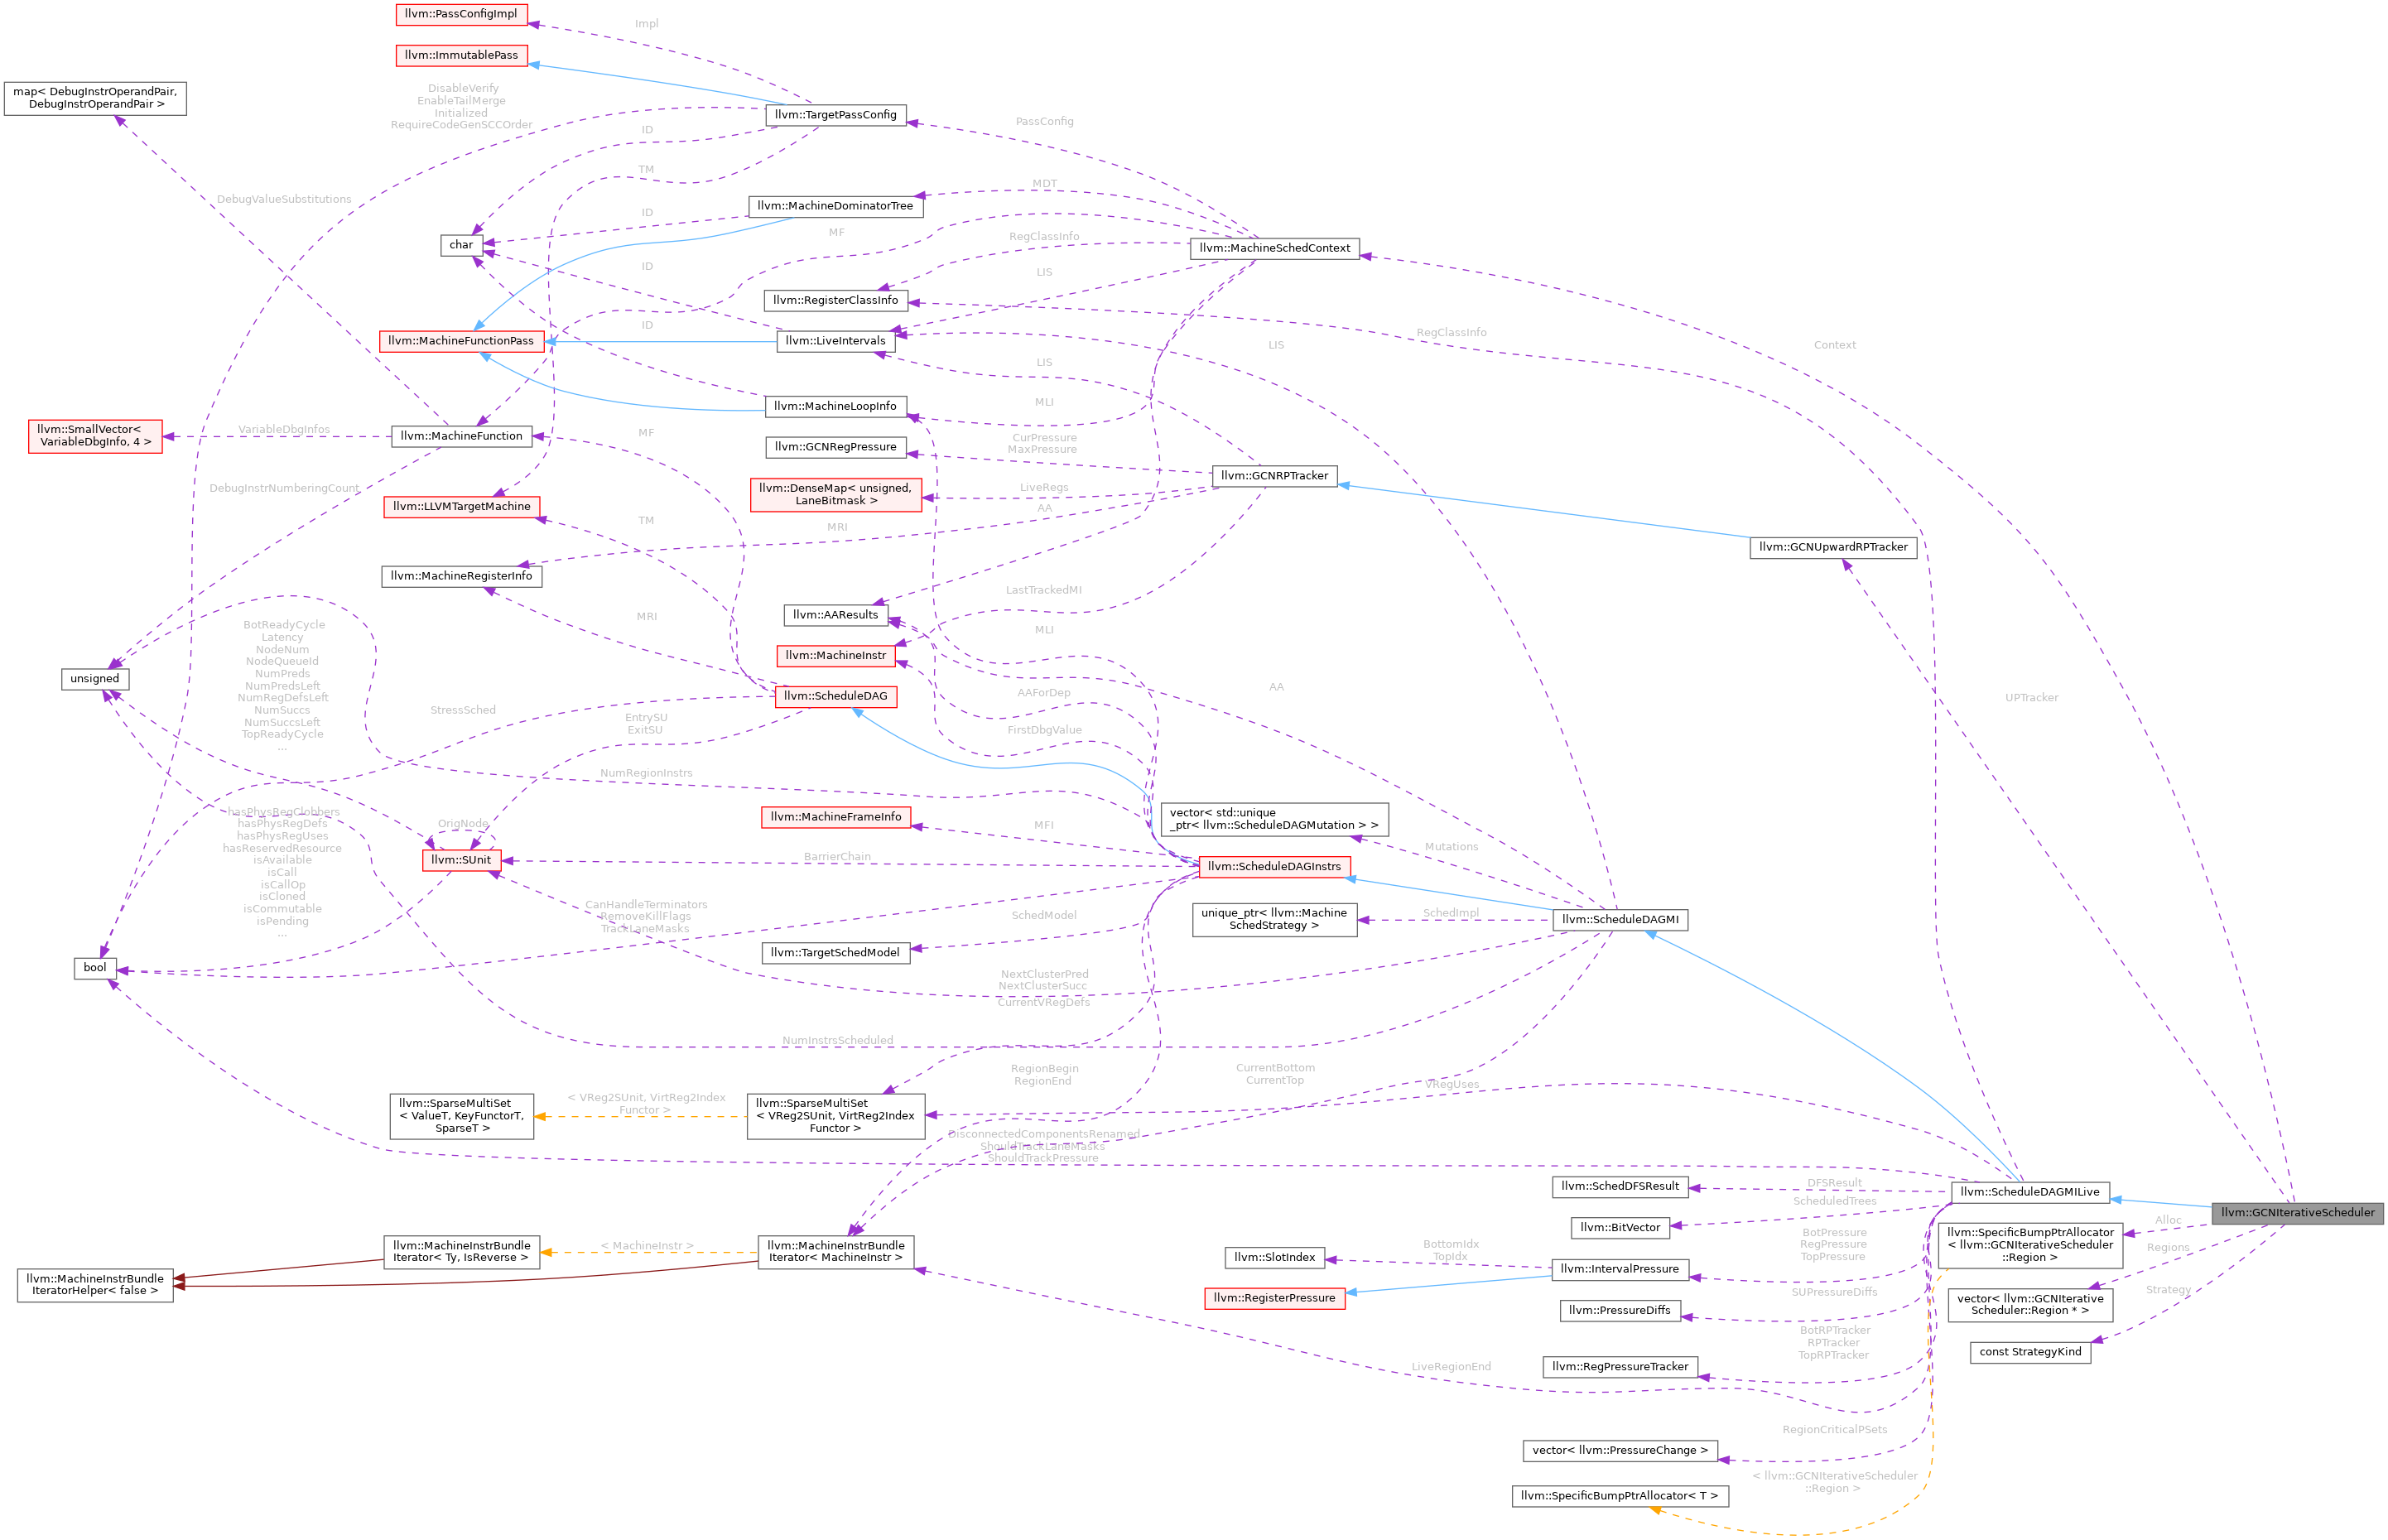 llvm::PassConfigImpl
Impl
llvm::ImmutablePass
map< DebugInstrOperandPair,
DebugInstrOperandPair >
DisableVerify
EnableTailMerge
Initialized
RequireCodeGenSCCOrder
llvm::TargetPassConfig
PassConfig
ID
TM
MDT
DebugValueSubstitutions
llvm::MachineDominatorTree
ID
char
MF
RegClassInfo
llvm::MachineSchedContext
ID
LIS
llvm::RegisterClassInfo
ID
llvm::MachineFunctionPass
llvm::LiveIntervals
RegClassInfo
LIS
Context
LIS
llvm::MachineLoopInfo
MLI
llvm::SmallVector<
VariableDbgInfo, 4 >
VariableDbgInfos
llvm::MachineFunction
MF
llvm::GCNRegPressure
CurPressure
MaxPressure
llvm::GCNRPTracker
DebugInstrNumberingCount
llvm::DenseMap< unsigned,
LaneBitmask >
LiveRegs
AA
llvm::LLVMTargetMachine
TM
MRI
llvm::GCNUpwardRPTracker
llvm::MachineRegisterInfo
LastTrackedMI
MRI
llvm::AAResults
MLI
BotReadyCycle
Latency
NodeNum
NodeQueueId
NumPreds
NumPredsLeft
NumRegDefsLeft
NumSuccs
NumSuccsLeft
TopReadyCycle
...
llvm::MachineInstr
unsigned
llvm::ScheduleDAG
AAForDep
AA
UPTracker
StressSched
EntrySU
ExitSU
FirstDbgValue
NumRegionInstrs
hasPhysRegClobbers
hasPhysRegDefs
hasPhysRegUses
hasReservedResource
isAvailable
isCall
isCallOp
isCloned
isCommutable
isPending
...
OrigNode
llvm::MachineFrameInfo
MFI
vector< std::unique
_ptr< llvm::ScheduleDAGMutation > >
Mutations
llvm::SUnit
BarrierChain
llvm::ScheduleDAGInstrs
CanHandleTerminators
RemoveKillFlags
TrackLaneMasks
SchedModel
unique_ptr< llvm::Machine
SchedStrategy >
SchedImpl
llvm::ScheduleDAGMI
llvm::TargetSchedModel
bool
NextClusterPred
NextClusterSucc
CurrentVRegDefs
NumInstrsScheduled
RegionBegin
RegionEnd
CurrentBottom
CurrentTop
VRegUses
llvm::SparseMultiSet
< ValueT, KeyFunctorT,
SparseT >
< VReg2SUnit, VirtReg2Index
Functor >
llvm::SparseMultiSet
< VReg2SUnit, VirtReg2Index
Functor >
DisconnectedComponentsRenamed
ShouldTrackLaneMasks
ShouldTrackPressure
llvm::SchedDFSResult
DFSResult
llvm::ScheduleDAGMILive
ScheduledTrees
llvm::GCNIterativeScheduler
llvm::BitVector
Alloc
llvm::SpecificBumpPtrAllocator
< llvm::GCNIterativeScheduler
::Region >
BotPressure
RegPressure
TopPressure
Regions
llvm::MachineInstrBundle
Iterator< Ty, IsReverse >
< MachineInstr >
llvm::MachineInstrBundle
Iterator< MachineInstr >
llvm::SlotIndex
BottomIdx
TopIdx
llvm::IntervalPressure
llvm::MachineInstrBundle
IteratorHelper< false >
llvm::RegisterPressure
SUPressureDiffs
Strategy
llvm::PressureDiffs
vector< llvm::GCNIterative
Scheduler::Region * >
BotRPTracker
RPTracker
TopRPTracker
const StrategyKind
LiveRegionEnd
llvm::RegPressureTracker
RegionCriticalPSets
vector< llvm::PressureChange >
< llvm::GCNIterativeScheduler
::Region >
llvm::SpecificBumpPtrAllocator< T >